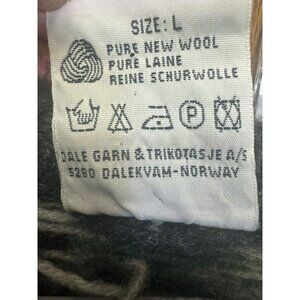 SIZE: L
PURE NEW WOOL
PURE LAINE
REINE SCHURWOLLE
P
DALE GARN & TRIKOTASJE A/S
5280 DALEKVAM-NORWAY